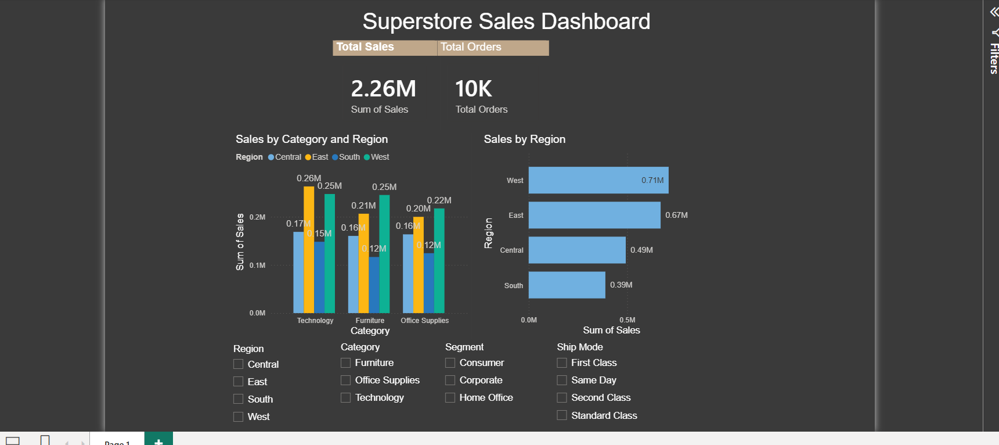 Superstore Sales Dashboard
Total Sales Total Orders
2.26M 10K
Sum of Sales Total Orders
Sales by Category and Region
Region Central East South West
0.26M
0.25M
0.25M
0.22M
0.21M
0.20M
0.17M
0.16M
0.16M
0.15M
0.12M
0.12M
Sum of Sales
0.2M
0.1M
0.0M
Technology Furniture Office Supplies
Category
Sales by Region
Region
West 0.71M
East 0.67M
Central 0.49M
South 0.39M
0.0M 0.5M
Sum of Sales
Region
Central
East
South
West
Category
Furniture
Office Supplies
Technology
Segment
Consumer
Corporate
Home Office
Ship Mode
First Class
Same Day
Second Class
Standard Class
Filters
Page 1